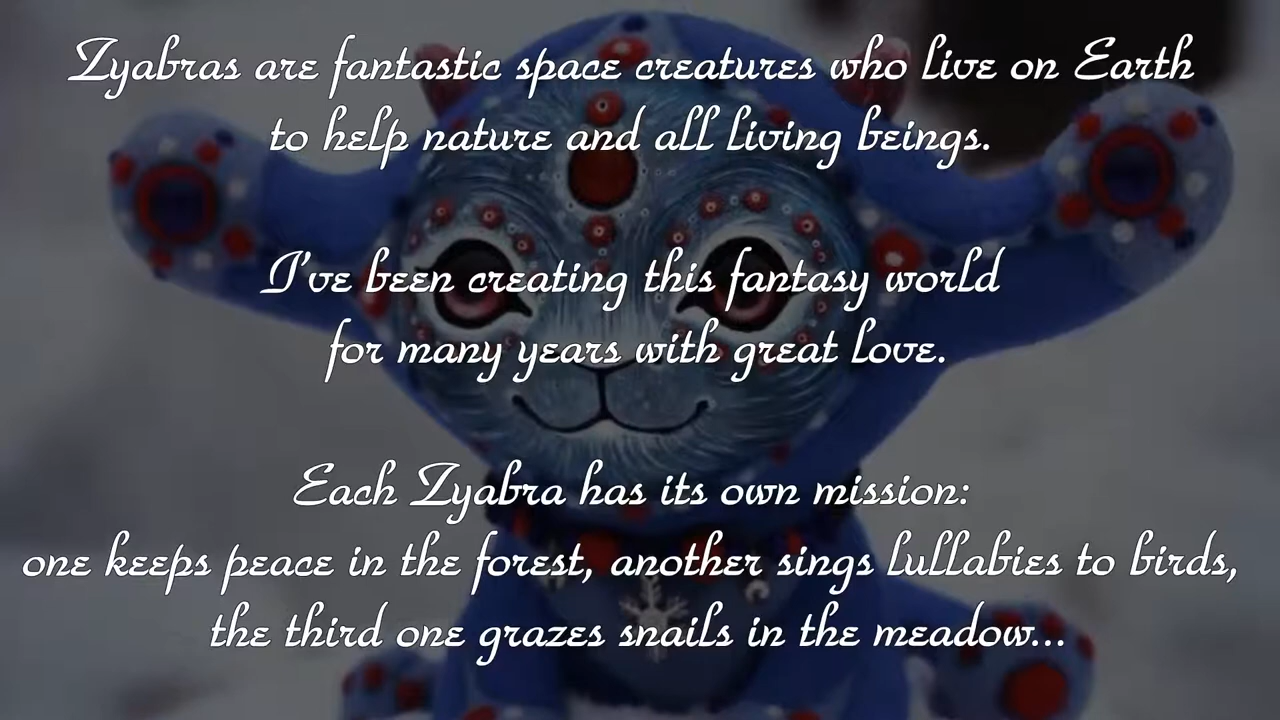 Zyabras are fantastic space creatures who live on Earth
to help nature and all living beings.
I've been creating this fantasy world
for many years with great love.
Each Zyabra has its own mission:
one keeps peace in the forest, another sings lullabies to birds,
the third one grazes snails in the meadow...